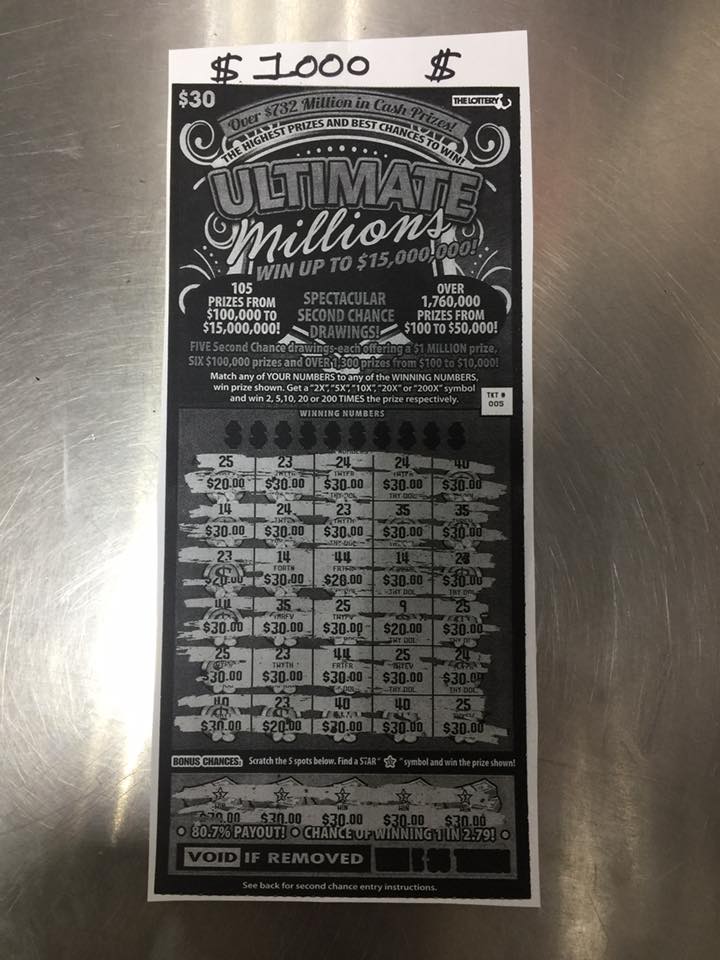 $ 1000 $
$30
THE LOTTERY
Over $732 Million in Cash Prizes!
THE HIGHEST PRIZES AND BEST CHANCES TO WIN!
ULTIMATE
Millions
WIN UP TO $15,000,000!
105
PRIZES FROM
$100,000 TO
$15,000,000!
SPECTACULAR
SECOND CHANCE
DRAWINGS!
OVER
1,760,000
PRIZES FROM
$100 TO $50,000!
FIVE Second Chance drawings-each offering a $1 MILLION prize,
SIX $100,000 prizes and OVER 1,300 prizes from $100 to $10,000!
Match any of YOUR NUMBERS to any of the WINNING NUMBERS,
win prize shown. Get a "2X", "5X", "10X", "20X" or "200X" symbol
and win 2, 5, 10, 20 or 200 TIMES the prize respectively.
TKT #
005
WINNING NUMBERS
25 23 24 24 40
$20.00 $30.00 $30.00 $30.00 $30.00
14 24 23 35 35
$30.00 $30.00 $30.00 $30.00 $30.00
23 14 44 14 23
$20.00 $30.00 $20.00 $30.00 $30.00
44 35 25 9 25
$30.00 $30.00 $30.00 $20.00 $30.00
25 23 44 25 24
$30.00 $30.00 $30.00 $30.00 $30.00
40 23 40 40 25
$30.00 $20.00 $30.00 $30.00 $30.00
BONUS CHANCES: Scratch the 5 spots below. Find a STAR " " symbol and win the prize shown!
WIN WIN WIN WIN
$30.00 $30.00 $30.00 $30.00
80.7% PAYOUT! CHANCE OF WINNING 1 IN 2.79!
VOID IF REMOVED
See back for second chance entry instructions.